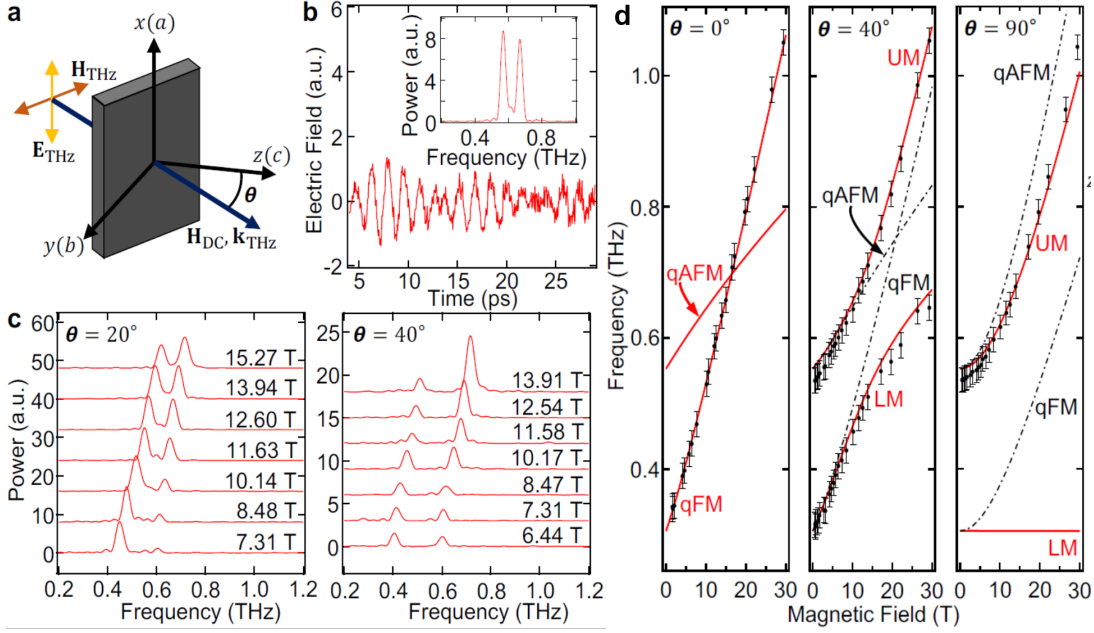 a
x(a)
H_THz
E_THz
z(c)
θ
y(b)
H_DC, k_THz
b
Electric Field (a.u.)
6
4
2
0
-2
5 10 15 20 25
Time (ps)
Power (a.u.)
8
4
0
0.4 0.8
Frequency (THz)
c
Power (a.u.)
60
50
40
30
20
10
0
θ = 20°
15.27 T
13.94 T
12.60 T
11.63 T
10.14 T
8.48 T
7.31 T
0.2 0.4 0.6 0.8 1.0 1.2
Frequency (THz)
25
20
15
10
5
0
θ = 40°
13.91 T
12.54 T
11.58 T
10.17 T
8.47 T
7.31 T
6.44 T
0.2 0.4 0.6 0.8 1.0 1.2
Frequency (THz)
d
Frequency (THz)
1.0
0.8
0.6
0.4
θ = 0°
qAFM
qFM
0 10 20 30
θ = 40°
UM
qAFM
qFM
LM
0 10 20 30
θ = 90°
qAFM
UM
qFM
LM
0 10 20 30
Magnetic Field (T)
z